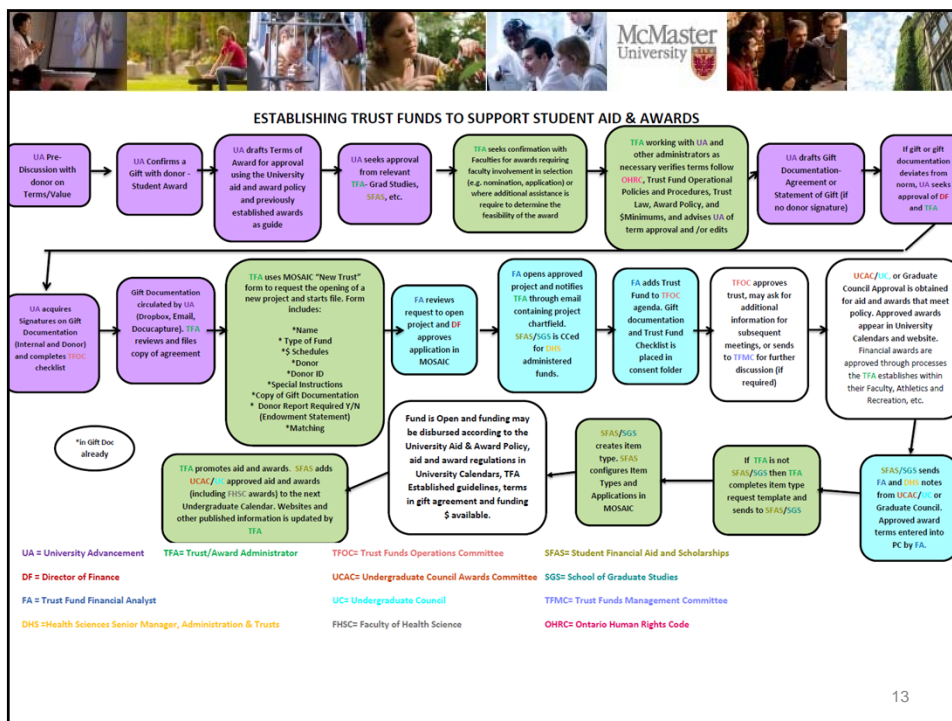 McMaster
University
ESTABLISHING TRUST FUNDS TO SUPPORT STUDENT AID & AWARDS
UA Pre-
Discussion with
donor on
Terms/Value
UA Confirms a
Gift with donor -
Student Award
UA drafts Terms of
Award for approval
using the University
aid and award policy
and previously
established awards
as guide
UA seeks approval
from relevant
TFA- Grad Studies,
SFAS, etc.
TFA seeks confirmation with
Faculties for awards requiring
faculty involvement in selection
(e.g. nomination, application) or
where additional assistance is
require to determine the
feasibility of the award
TFA working with UA and
other administrators as
necessary verifies terms follow
OHRC, Trust Fund Operational
Policies and Procedures, Trust
Law, Award Policy, and
$Minimums, and advises UA of
term approval and /or edits
UA drafts Gift
Documentation-
Agreement or
Statement of Gift (if
no donor signature)
If gift or gift
documentation
deviates from
norm, UA seeks
approval of DF
and TFA
UA acquires
Signatures on Gift
Documentation
(Internal and Donor)
and completes TFOC
checklist
Gift Documentation
circulated by UA
(Dropbox, Email,
Docucapture). TFA
reviews and files
copy of agreement
TFA uses MOSAIC "New Trust"
form to request the opening of a
new project and starts file. Form
includes:
*Name
* Type of Fund
*$ Schedules
*Donor
*Donor ID
*Special Instructions
*Copy of Gift Documentation
* Donor Report Required Y/N
(Endowment Statement)
*Matching
FA reviews
request to open
project and DF
approves
application in
MOSAIC
FA opens approved
project and notifies
TFA through email
containing project
chartfield.
SFAS/SGS is CCed
for DHS
administered
funds.
FA adds Trust
Fund to TFOC
agenda. Gift
documentation
and Trust Fund
Checklist is
placed in
consent folder
TFOC approves
trust, may ask for
additional
information for
subsequent
meetings, or sends
to TFMC for
further discussion (if
required)
UCAC/UC, or Graduate
Council Approval is obtained
for aid and awards that meet
policy. Approved awards
appear in University
Calendars and website.
Financial awards are
approved through processes
the TFA establishes within
their Faculty, Athletics and
Recreation, etc.
*in Gift Doc
already
TFA promotes aid and awards. SFAS adds
UCAC/UC approved aid and awards
(including FHSC awards) to the next
Undergraduate Calendar. Websites and
other published information is updated by
TFA
Fund is Open and funding may
be disbursed according to the
University Aid & Award Policy,
aid and award regulations in
University Calendars, TFA
Established guidelines, terms
in gift agreement and funding
$ available.
SFAS/SGS
creates item
type. SFAS
configures Item
Types and
Applications in
MOSAIC
If TFA is not
SFAS/SGS then TFA
completes item type
request template and
sends to SFAS/SGS
SFAS/SGS sends
FA and DHS notes
from UCAC/UC or
Graduate Council.
Approved award
terms entered into
PC by FA.
UA = University Advancement
TFA= Trust/Award Administrator
TFOC= Trust Funds Operations Committee
SFAS= Student Financial Aid and Scholarships
DF = Director of Finance
UCAC= Undergraduate Council Awards Committee
SGS= School of Graduate Studies
FA = Trust Fund Financial Analyst
UC= Undergraduate Council
TFMC= Trust Funds Management Committee
DHS =Health Sciences Senior Manager, Administration & Trusts
FHSC= Faculty of Health Science
OHRC= Ontario Human Rights Code
13